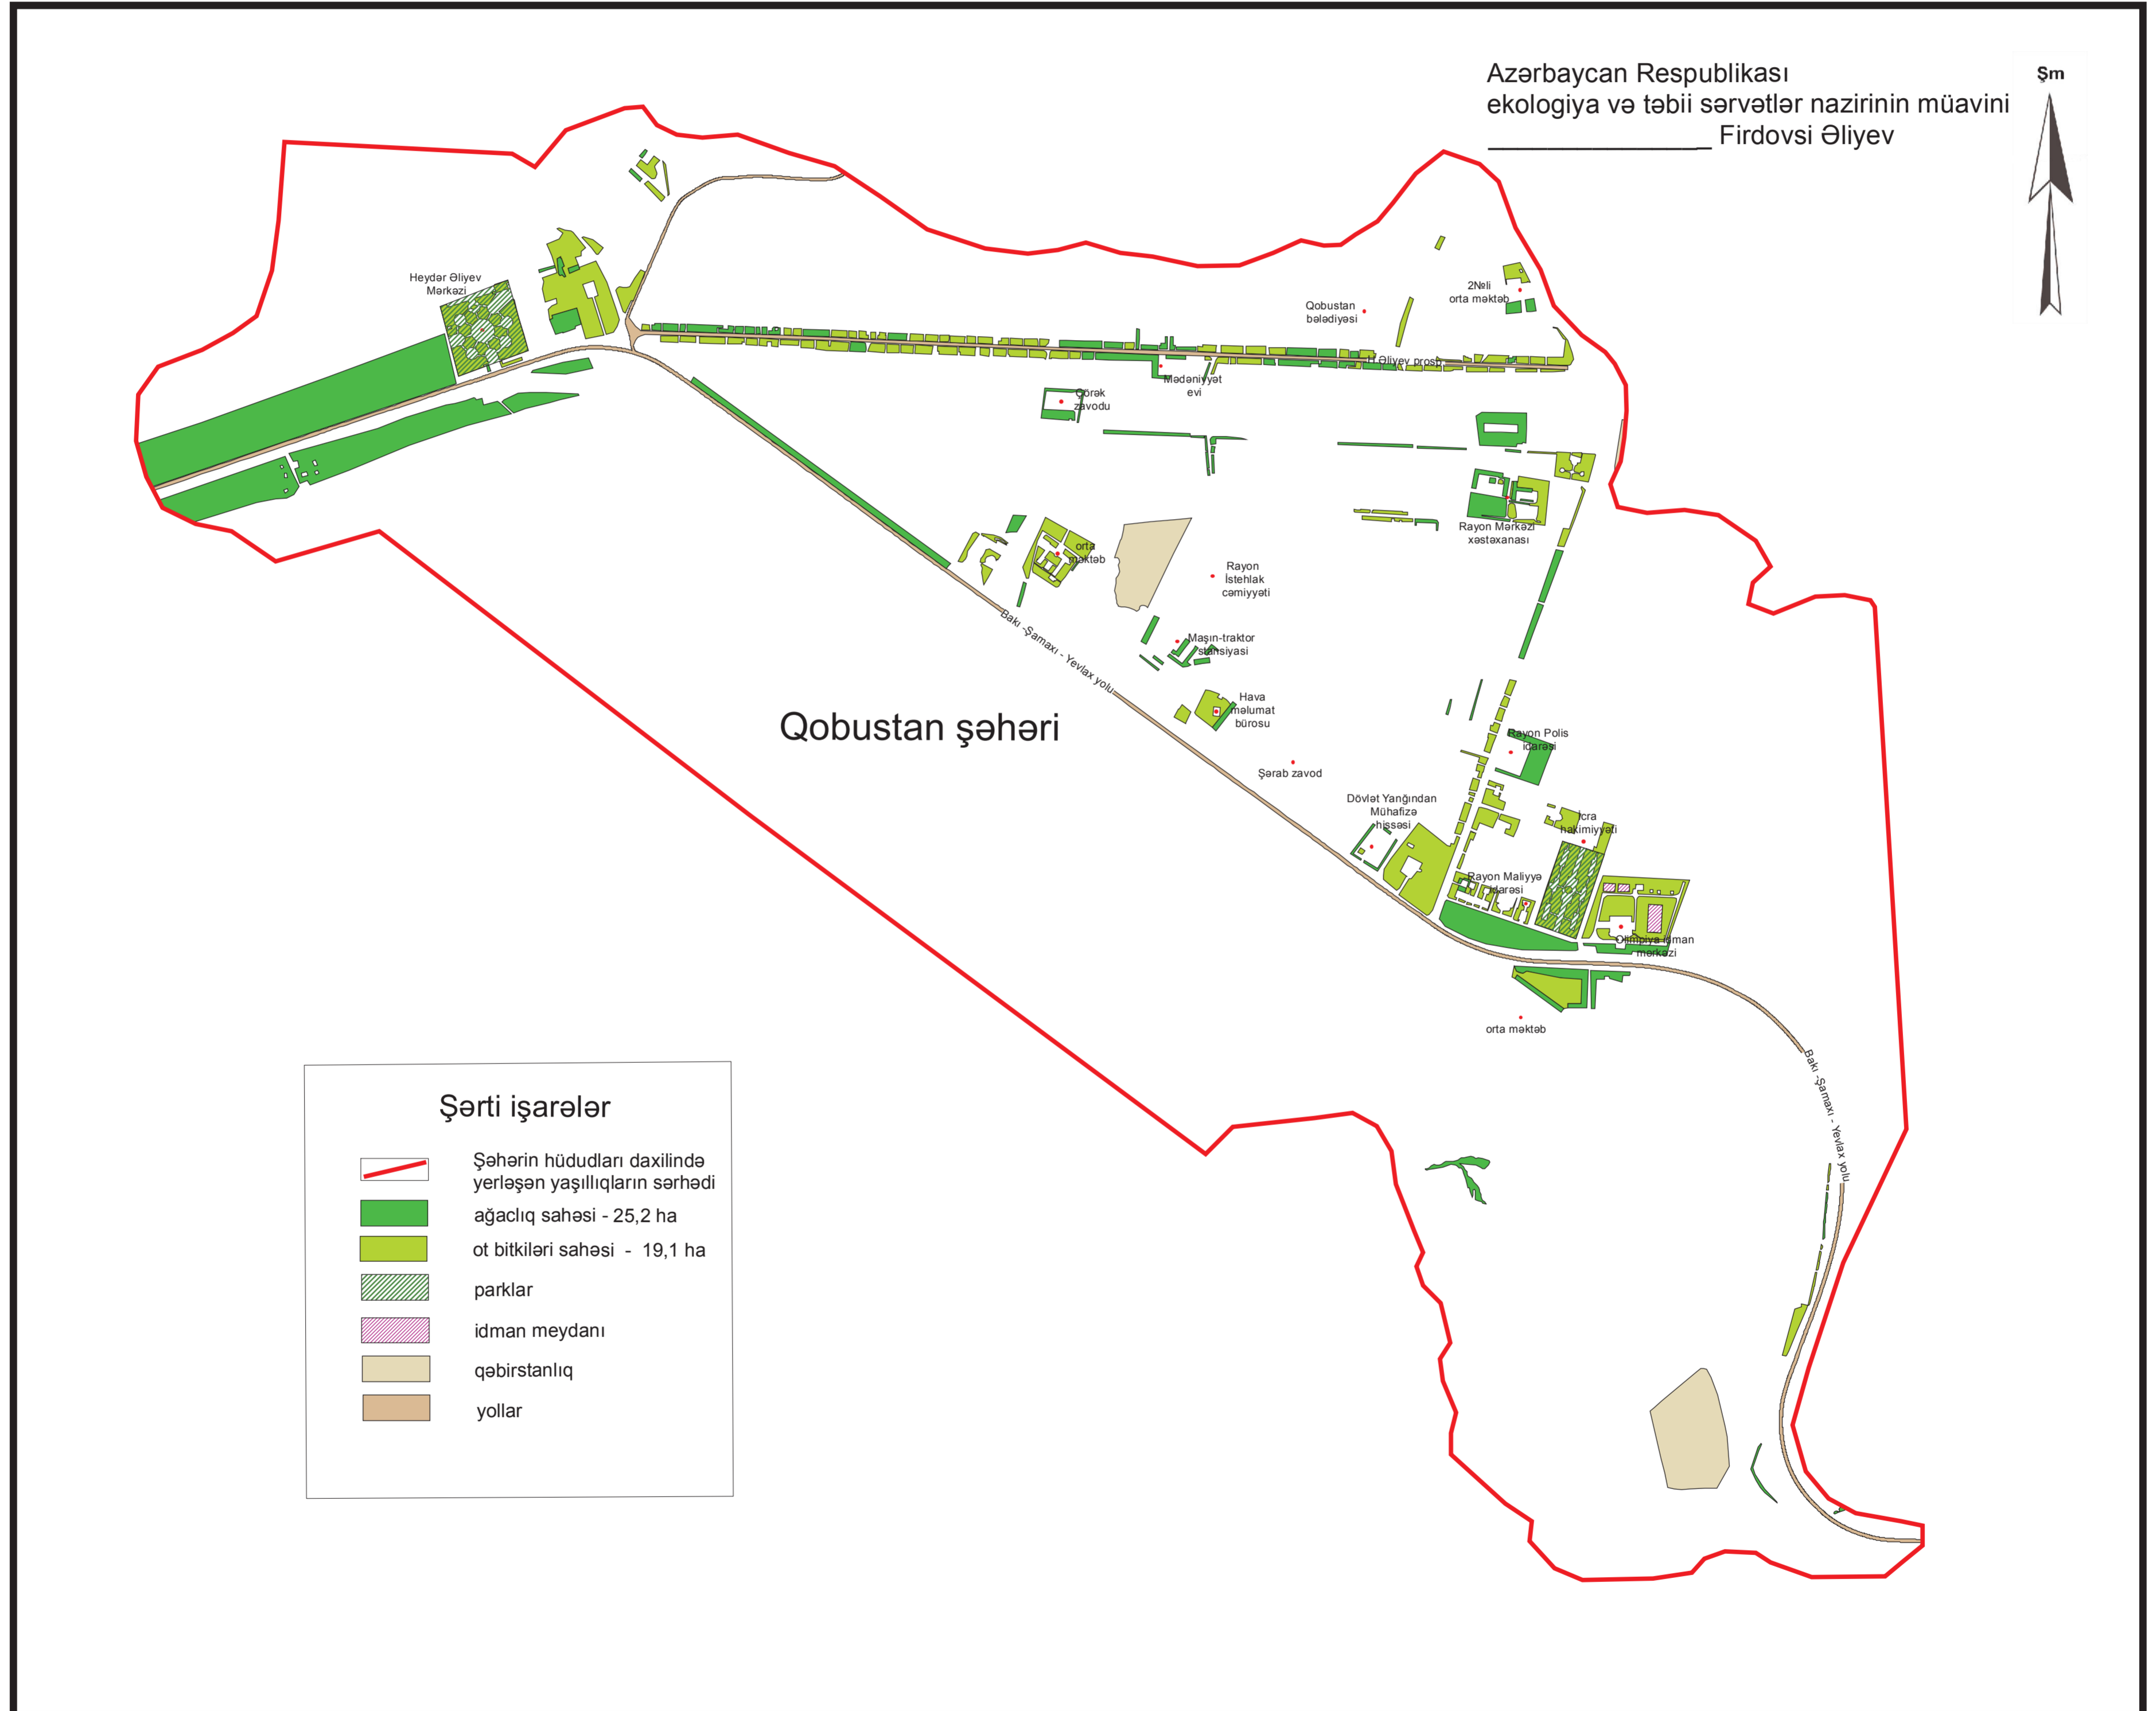 Azərbaycan Respublikası
ekologiya və təbii sərvətlər nazirinin müavini
________________ Firdovsi Əliyev
Şm
Heydər Əliyev
Mərkəzi
2№li
orta məktəb
Qobustan
bələdiyəsi
H.Əliyev prosp.
Mədəniyyət
evi
Çörək
zavodu
Rayon Mərkəzi
xəstəxanası
orta
məktəb
Rayon
İstehlak
cəmiyyəti
Bakı -Şamaxı - Yevlax yolu
Maşın-traktor
stansiyasi
Hava
məlumat
bürosu
Qobustan şəhəri
Rayon Polis
idarəsi
Şərab zavod
Dövlət Yanğından
Mühafizə
hissəsi
İcra
hakimiyyəti
Rayon Maliyyə
idarəsi
Olimpiya idman
mərkəzi
orta məktəb
Bakı -Şamaxı - Yevlax yolu
Şərti işarələr
Şəhərin hüdudları daxilində
yerləşən yaşıllıqların sərhədi
ağaclıq sahəsi - 25,2 ha
ot bitkiləri sahəsi - 19,1 ha
parklar
idman meydanı
qəbirstanlıq
yollar